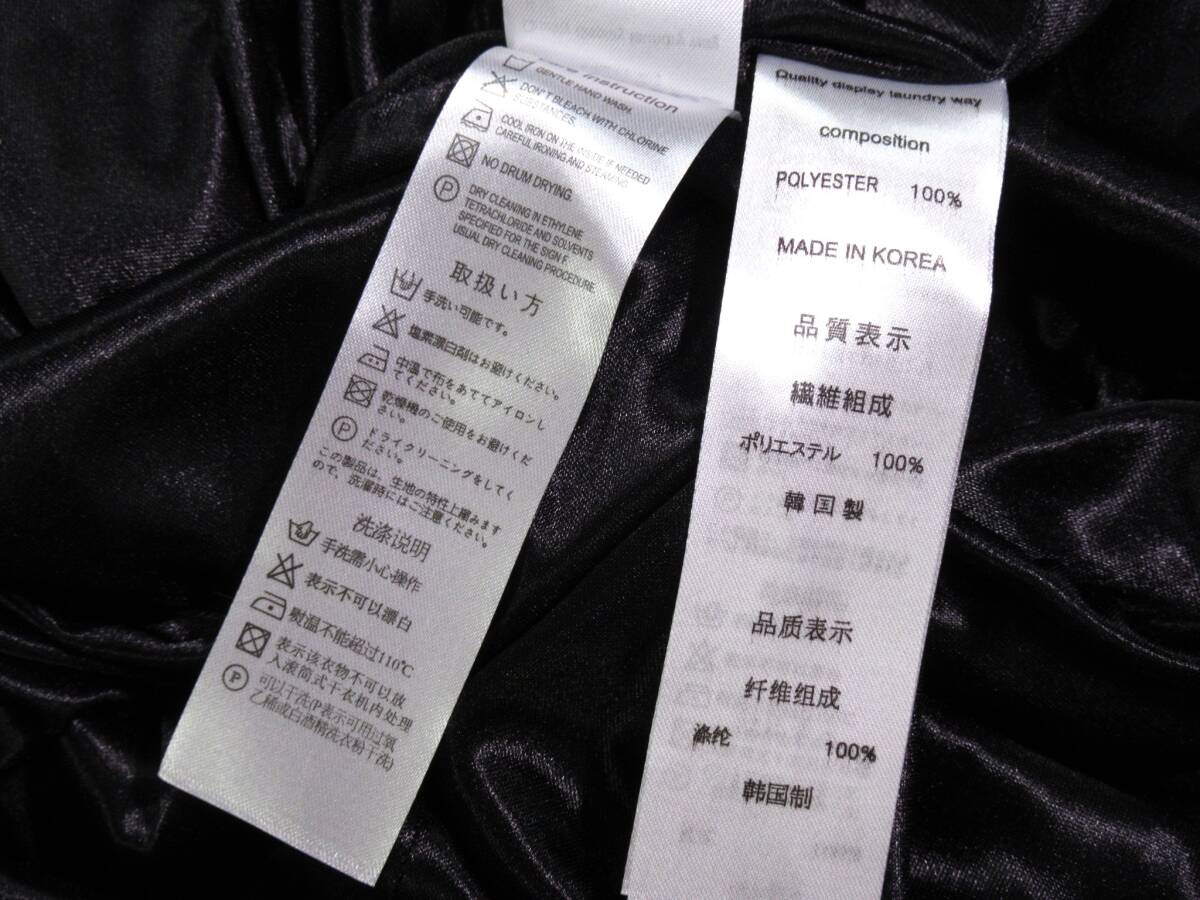 Care instruction
GENTLE HAND WASH.
DON'T BLEACH WITH CHLORINE
SUBSTANCES.
COOL IRON ON THE INSIDE IF NEEDED
CAREFUL IRONING AND STEAMING
NO DRUM DRYING.
P
DRY CLEANING IN ETHYLENE
TETRACHLORIDE AND SOLVENTS
SPECIFIED FOR THE SIGN F.
USUAL DRY CLEANING PROCEDURE.
取扱い方
手洗い可能です。
塩素漂白剤はお避けください。
中温で布をあててアイロンし
てください。
乾燥機のご使用をお避けくだ
さい。
P
ドライクリーニングをしてく
ださい。
この製品は、生地の特性上縮みます
ので、洗濯時にはご注意ください。
洗涤说明
手洗需小心操作
表示不可以漂白
熨温不能超过110℃
表示该衣物不可以放
入滚筒式干衣机内处理
P
可以干洗(P表示可用过氧
乙稀或白酒精洗衣粉干洗)
Quality display laundry way
composition
POLYESTER 100%
MADE IN KOREA
品質表示
繊維組成
ポリエステル 100%
韓国製
品质表示
纤维组成
涤纶 100%
韩国制